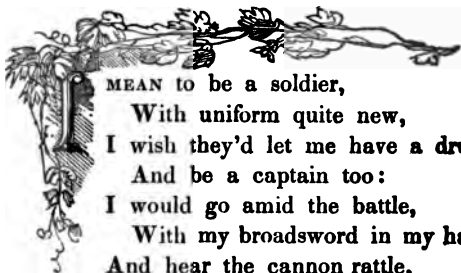 I MEAN to be a soldier,
With uniform quite new,
I wish they'd let me have a
And be a captain too:
I would go amid the battle,
With my broadsword in my
And hear the cannon rattle,